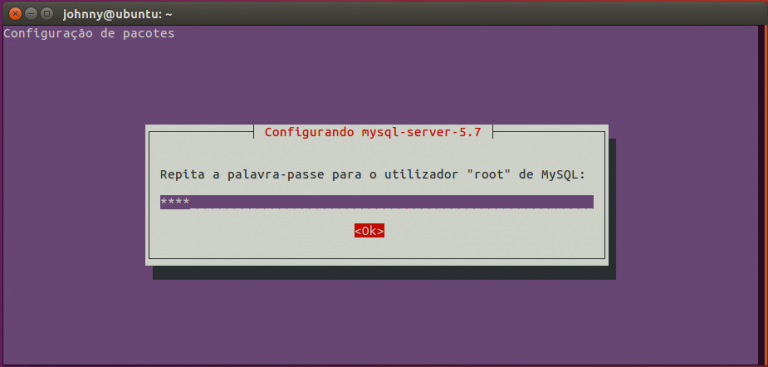 johnny@ubuntu: ~
Configuração de pacotes
Configurando mysql-server-5.7
Repita a palavra-passe para o utilizador "root" de MySQL:
****
<Ok>